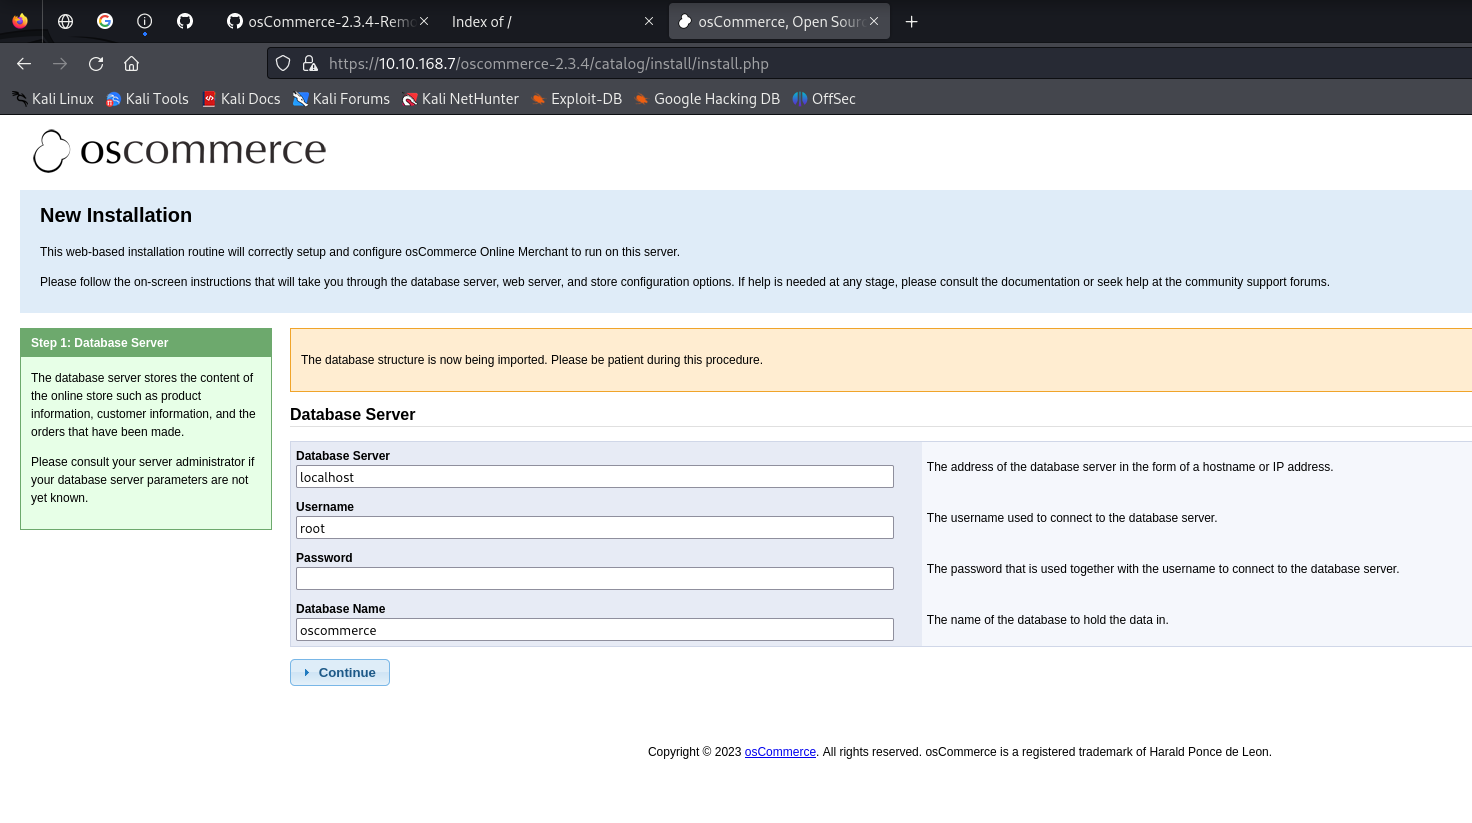 osCommerce-2.3.4-Remo
Index of /
osCommerce, Open Sourc
https://10.10.168.7/oscommerce-2.3.4/catalog/install/install.php
Kali Linux Kali Tools Kali Docs Kali Forums Kali NetHunter Exploit-DB Google Hacking DB OffSec
oscommerce
New Installation
This web-based installation routine will correctly setup and configure osCommerce Online Merchant to run on this server.
Please follow the on-screen instructions that will take you through the database server, web server, and store configuration options. If help is needed at any stage, please consult the documentation or seek help at the community support forums.
Step 1: Database Server
The database server stores the content of
the online store such as product
information, customer information, and the
orders that have been made.
Please consult your server administrator if
your database server parameters are not
yet known.
The database structure is now being imported. Please be patient during this procedure.
Database Server
Database Server
localhost
The address of the database server in the form of a hostname or IP address.
Username
root
The username used to connect to the database server.
Password
The password that is used together with the username to connect to the database server.
Database Name
oscommerce
The name of the database to hold the data in.
Continue
Copyright © 2023 osCommerce. All rights reserved. osCommerce is a registered trademark of Harald Ponce de Leon.